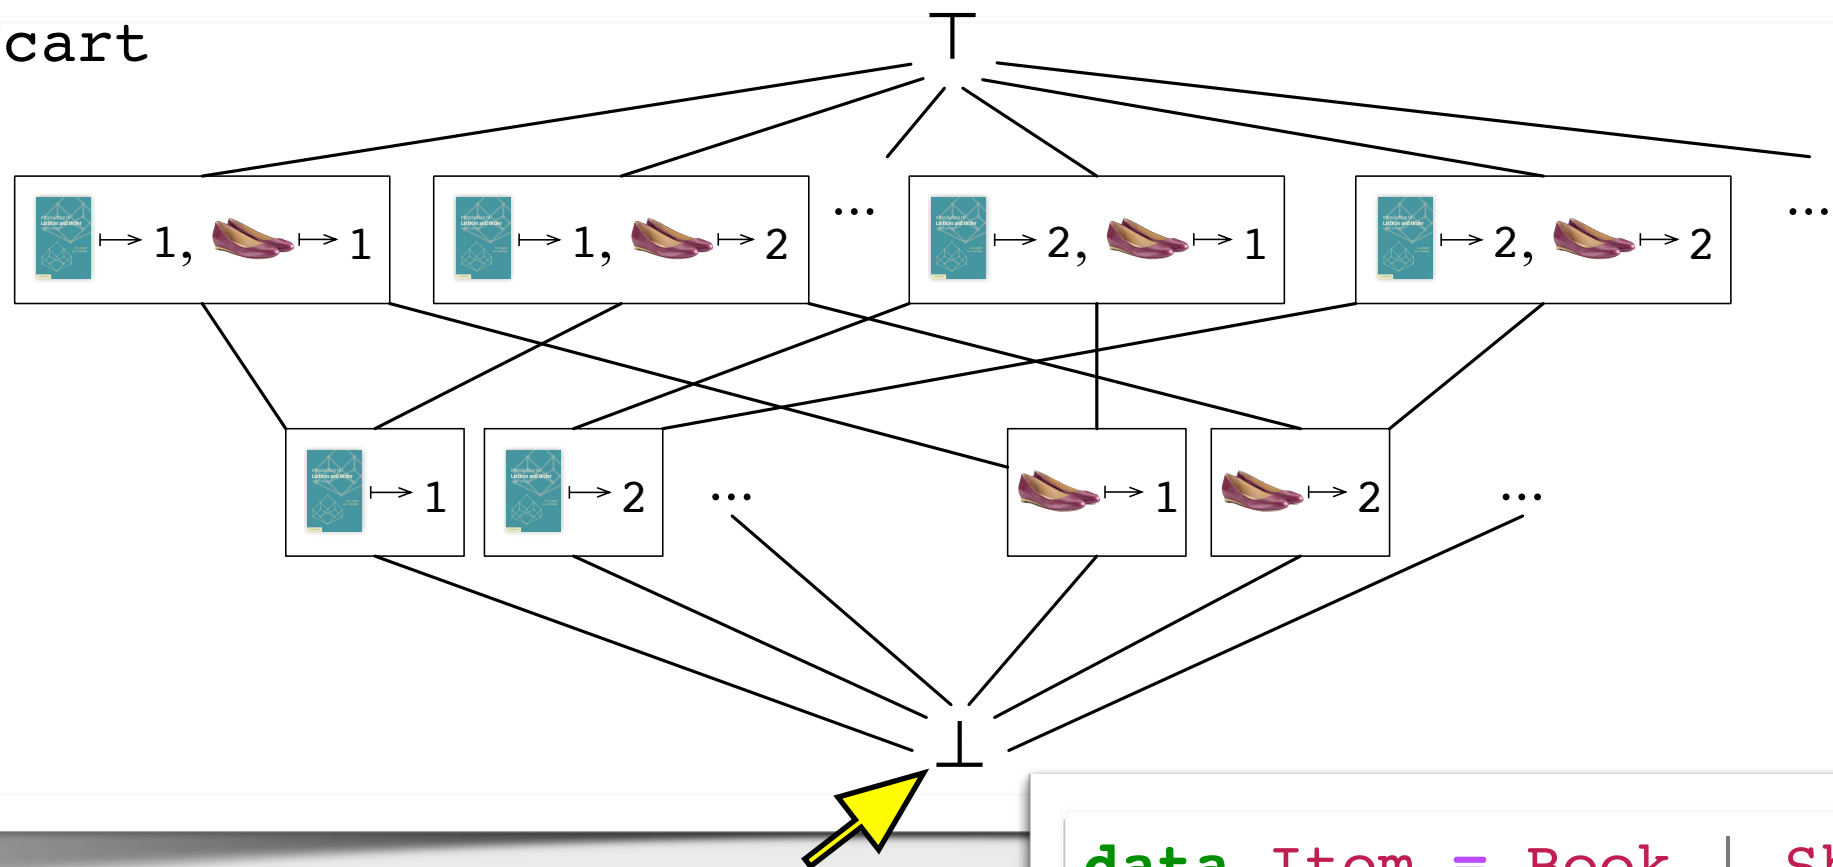 cart
⊤
↦ 1, ↦ 1
↦ 1, ↦ 2
...
↦ 2, ↦ 1
↦ 2, ↦ 2
...
↦ 1
↦ 2
...
↦ 1
↦ 2
...
⊥
data Item = Book |